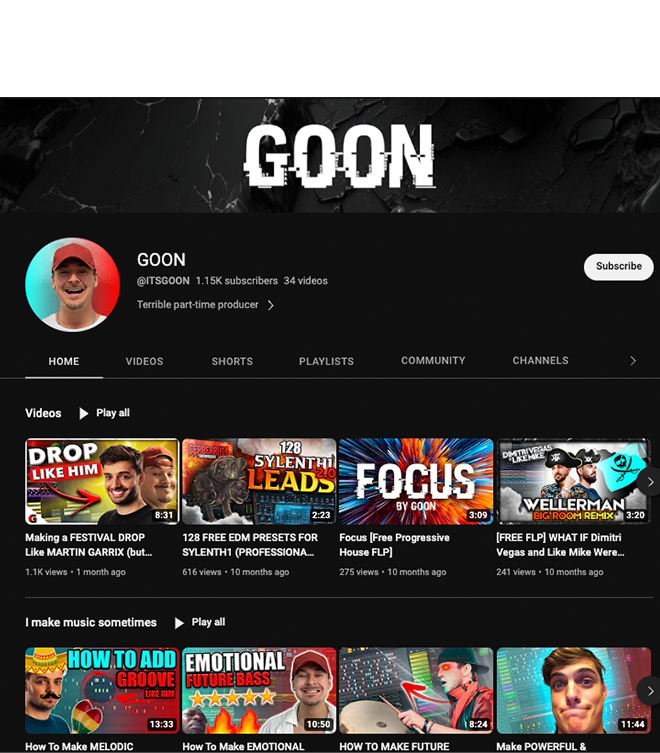 GOON
GOON
@ITSGOON 1.15K subscribers 34 videos
Terrible part-time producer
Subscribe
HOME VIDEOS SHORTS PLAYLISTS COMMUNITY CHANNELS
Videos Play all
DROP
LIKE HIM
8:31
128
SYLENTH1
LEADS
2:23
FOCUS
BY GOON
3:09
DIMITRI VEGAS
& LIKE MIKE
WELLERMAN
BIG ROOM REMIX
3:20
Making a FESTIVAL DROP
Like MARTIN GARRIX (but...
1.1K views • 1 month ago
128 FREE EDM PRESETS FOR
SYLENTH1 (PROFESSIONA...
616 views • 10 months ago
Focus [Free Progressive
House FLP]
275 views • 10 months ago
[FREE FLP] WHAT IF Dimitri
Vegas and Like Mike Were...
241 views • 10 months ago
I make music sometimes Play all
HOW TO ADD
GROOVE
LIKE HIM
13:33
EMOTIONAL
FUTURE BASS
10:50
8:24
11:44
How To Make MELODIC
How To Make EMOTIONAL
HOW TO MAKE FUTURE
Make POWERFUL &